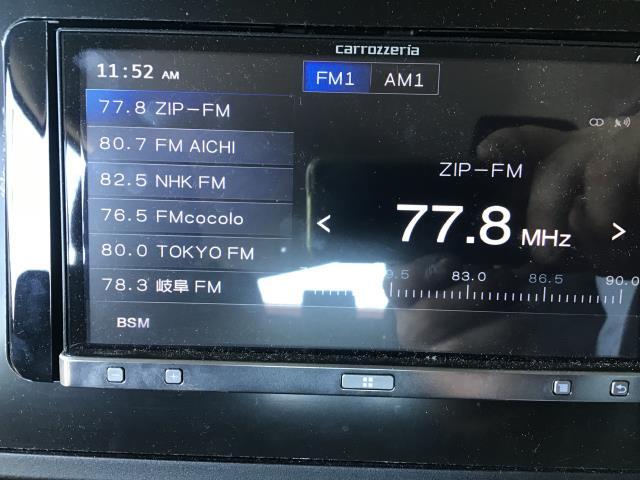 carrozzeria
11:52 AM
FM1 AM1
77.8 ZIP-FM
80.7 FM AICHI
82.5 NHK FM
76.5 FMcocolo
80.0 TOKYO FM
78.3 岐阜 FM
BSM
ZIP-FM
< 77.8 MHz >
9.5 83.0 86.5 90.0